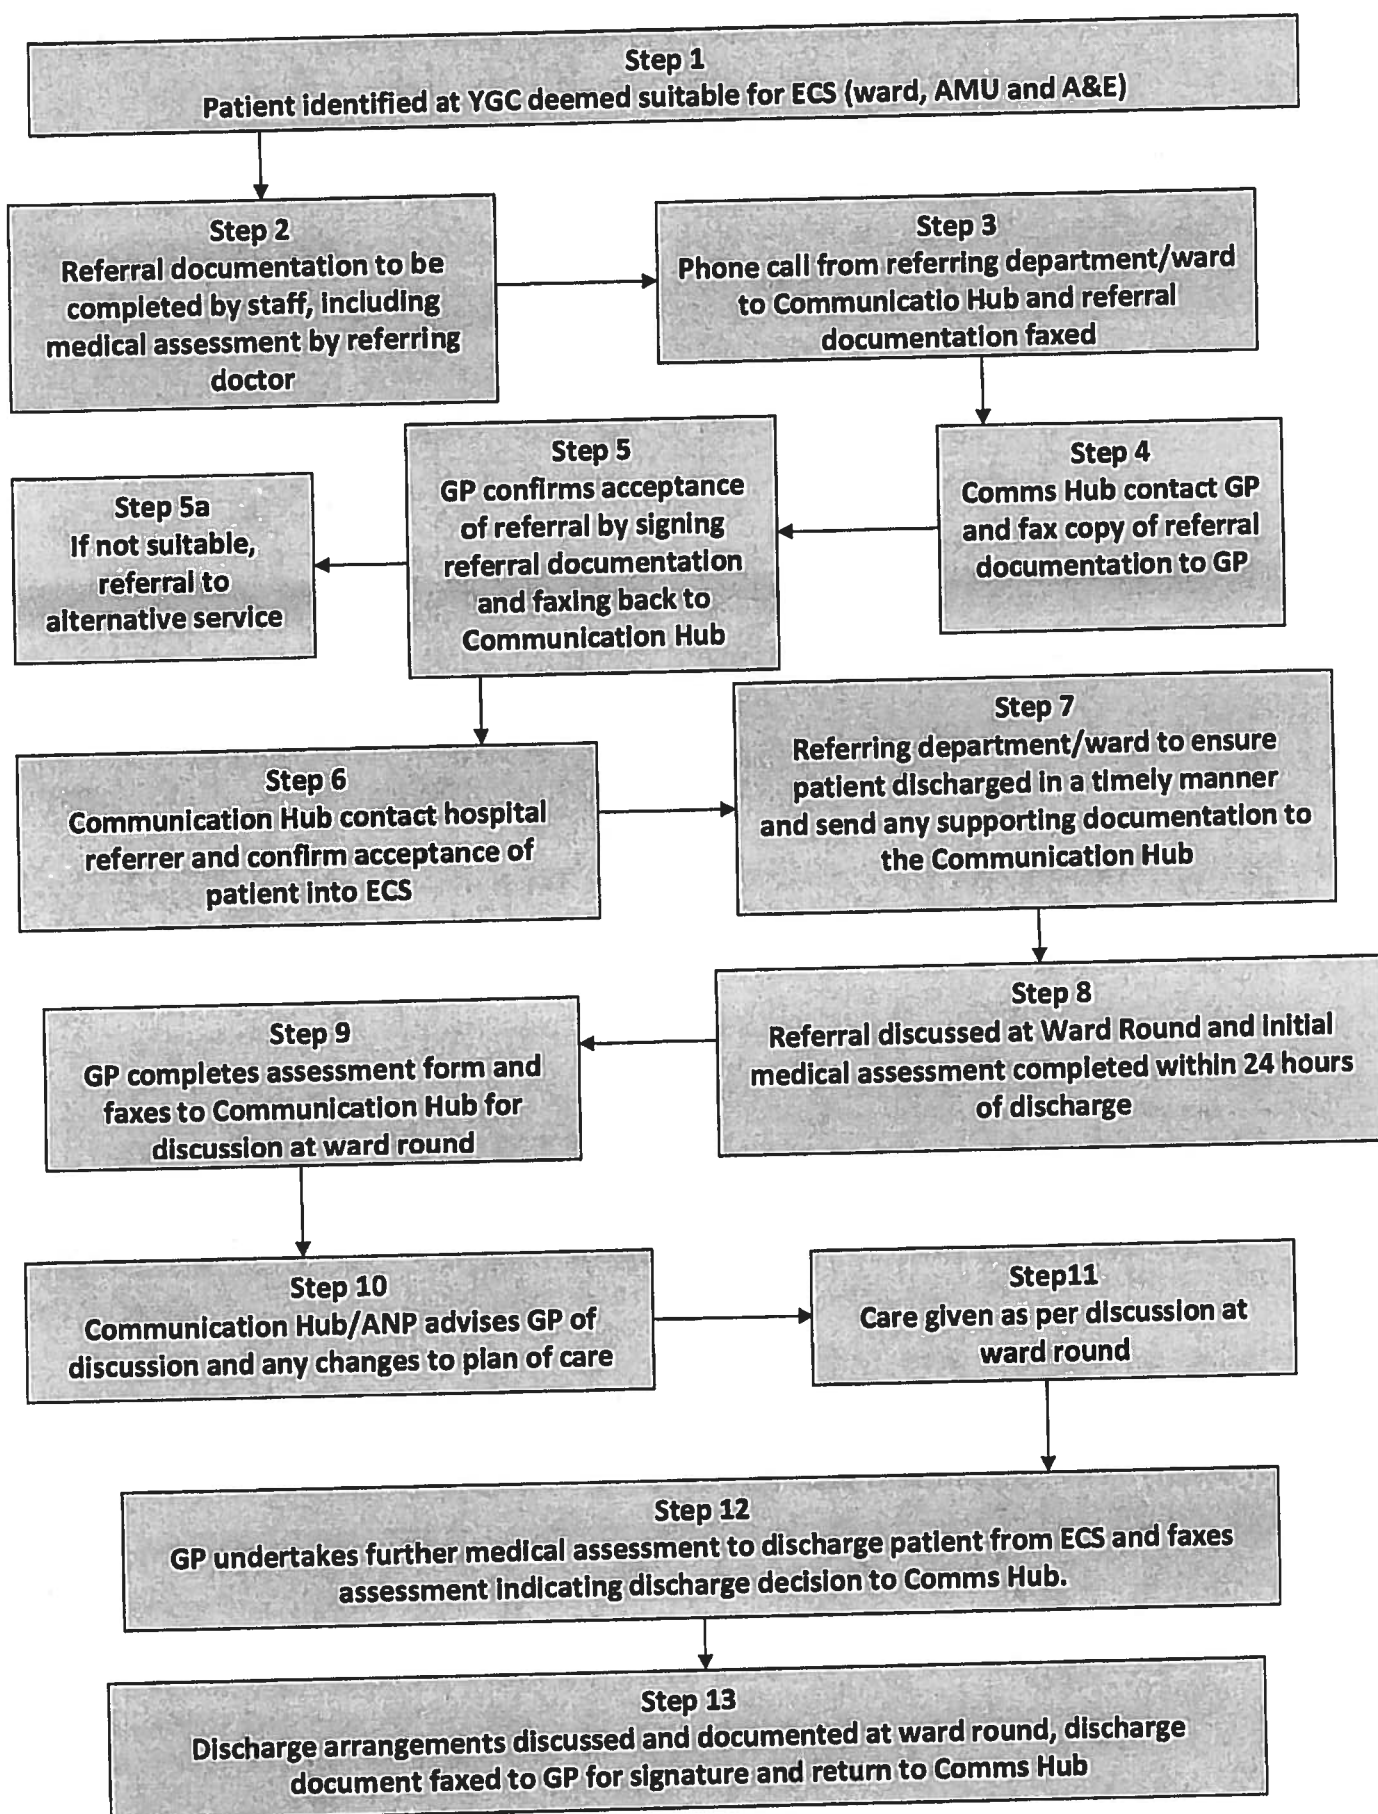 Step 1
Patient identified at YGC deemed suitable for ECS (ward, AMU and A&E)
Step 2
Referral documentation to be
completed by staff, including
medical assessment by referring
doctor
Step 3
Phone call from referring department/ward
to Communicatio Hub and referral
documentation faxed
Step 4
Comms Hub contact GP
and fax copy of referral
documentation to GP
Step 5
GP confirms acceptance
of referral by signing
referral documentation
and faxing back to
Communication Hub
Step 5a
If not suitable,
referral to
alternative service
Step 6
Communication Hub contact hospital
referrer and confirm acceptance of
patient into ECS
Step 7
Referring department/ward to ensure
patient discharged in a timely manner
and send any supporting documentation to
the Communication Hub
Step 8
Referral discussed at Ward Round and initial
medical assessment completed within 24 hours
of discharge
Step 9
GP completes assessment form and
faxes to Communication Hub for
discussion at ward round
Step 10
Communication Hub/ANP advises GP of
discussion and any changes to plan of care
Step11
Care given as per discussion at
ward round
Step 12
GP undertakes further medical assessment to discharge patient from ECS and faxes
assessment indicating discharge decision to Comms Hub.
Step 13
Discharge arrangements discussed and documented at ward round, discharge
document faxed to GP for signature and return to Comms Hub